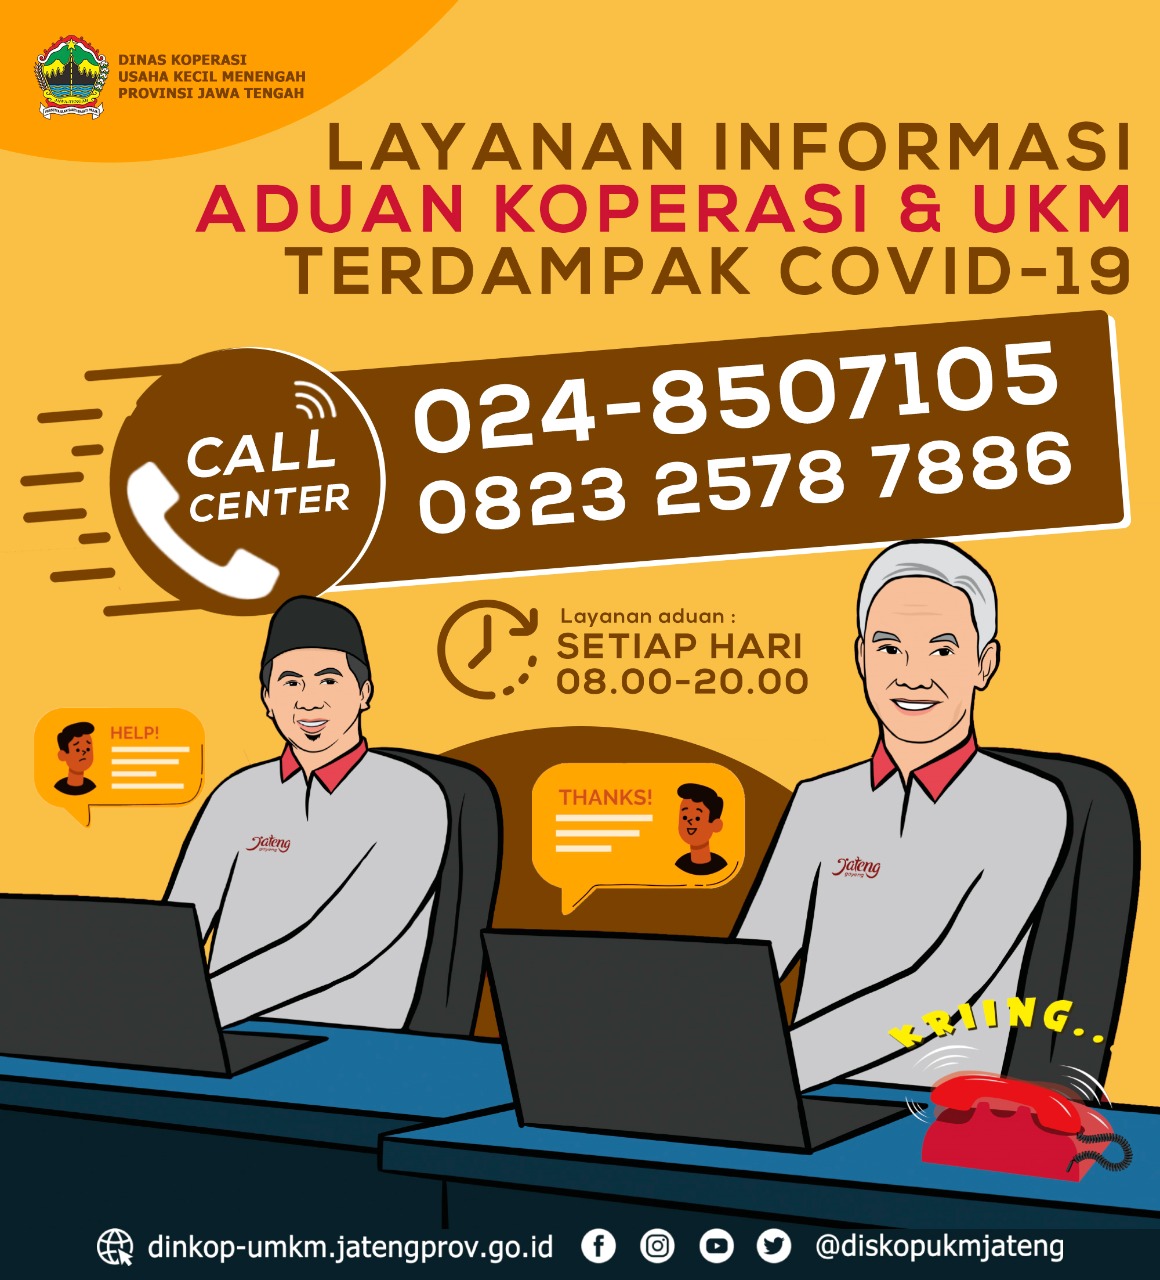 DINAS KOPERASI
USAHA KECIL MENENGAH
PROVINSI JAWA TENGAH
LAYANAN INFORMASI
ADUAN KOPERASI & UKM
TERDAMPAK COVID-19
CALL
CENTER
024-8507105
0823 2578 7886
Layanan aduan :
SETIAP HARI
08.00-20.00
HELP!
THANKS!
Jateng
gayeng
Jateng
gayeng
KRIING..
dinkop-umkm.jatengprov.go.id
@diskopukmjateng